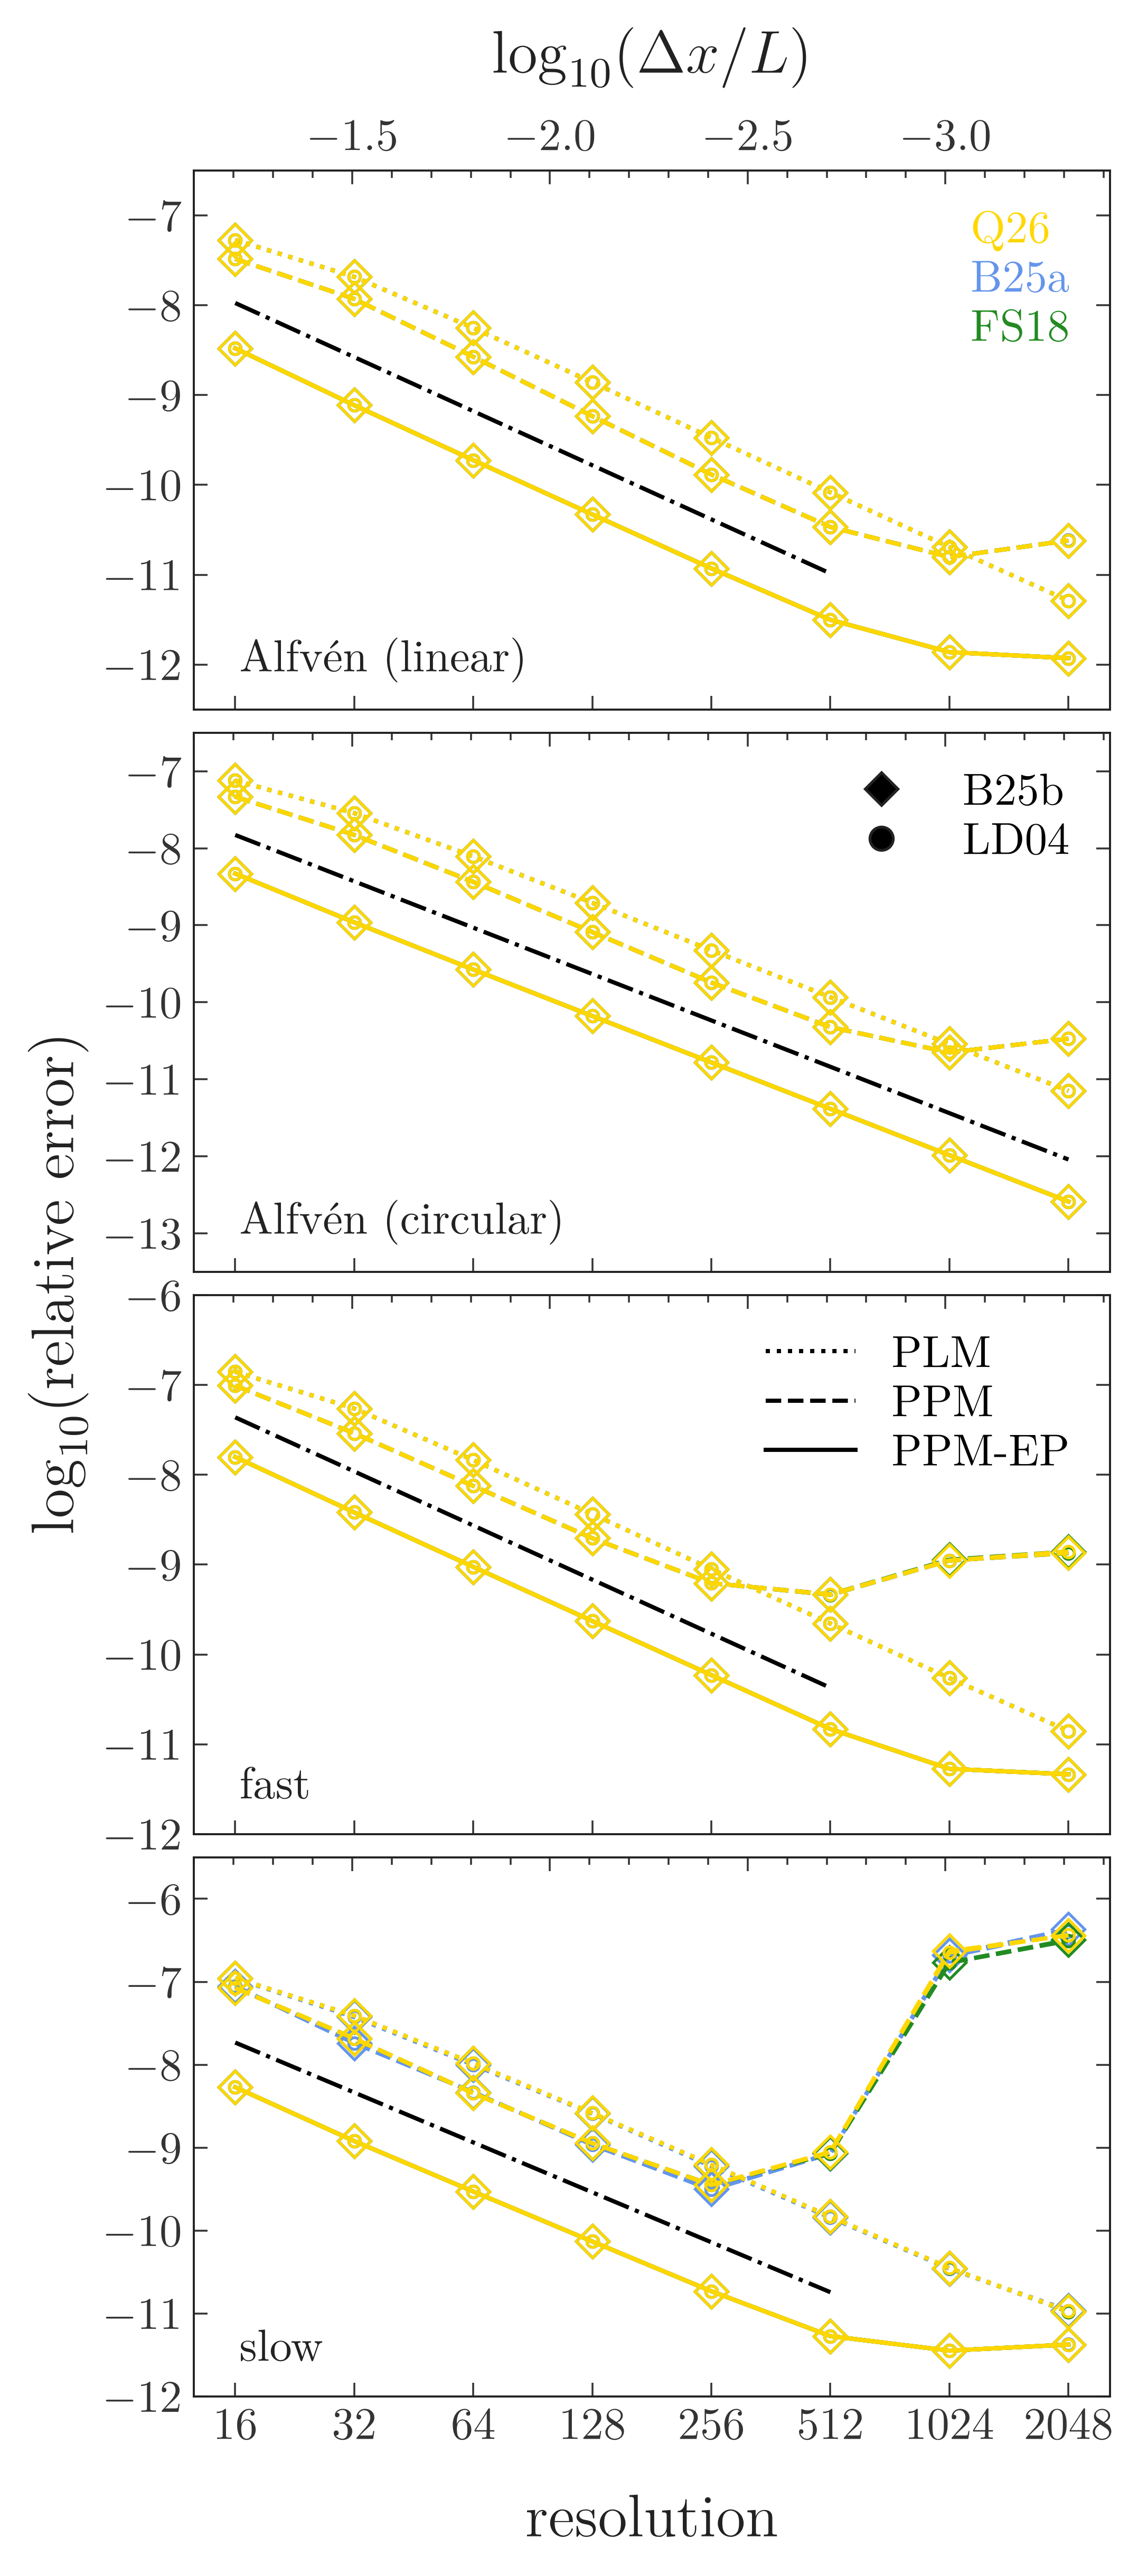 log₁₀(Δx/L)
−1.5 −2.0 −2.5 −3.0
−7
−8
−9
−10
−11
−12
Q26
B25a
FS18
Alfvén (linear)
−7
−8
−9
−10
−11
−12
−13
B25b
LD04
Alfvén (circular)
log₁₀(relative error)
−6
−7
−8
−9
−10
−11
−12
PLM
PPM
PPM-EP
fast
−6
−7
−8
−9
−10
−11
−12
slow
16 32 64 128 256 512 1024 2048
resolution